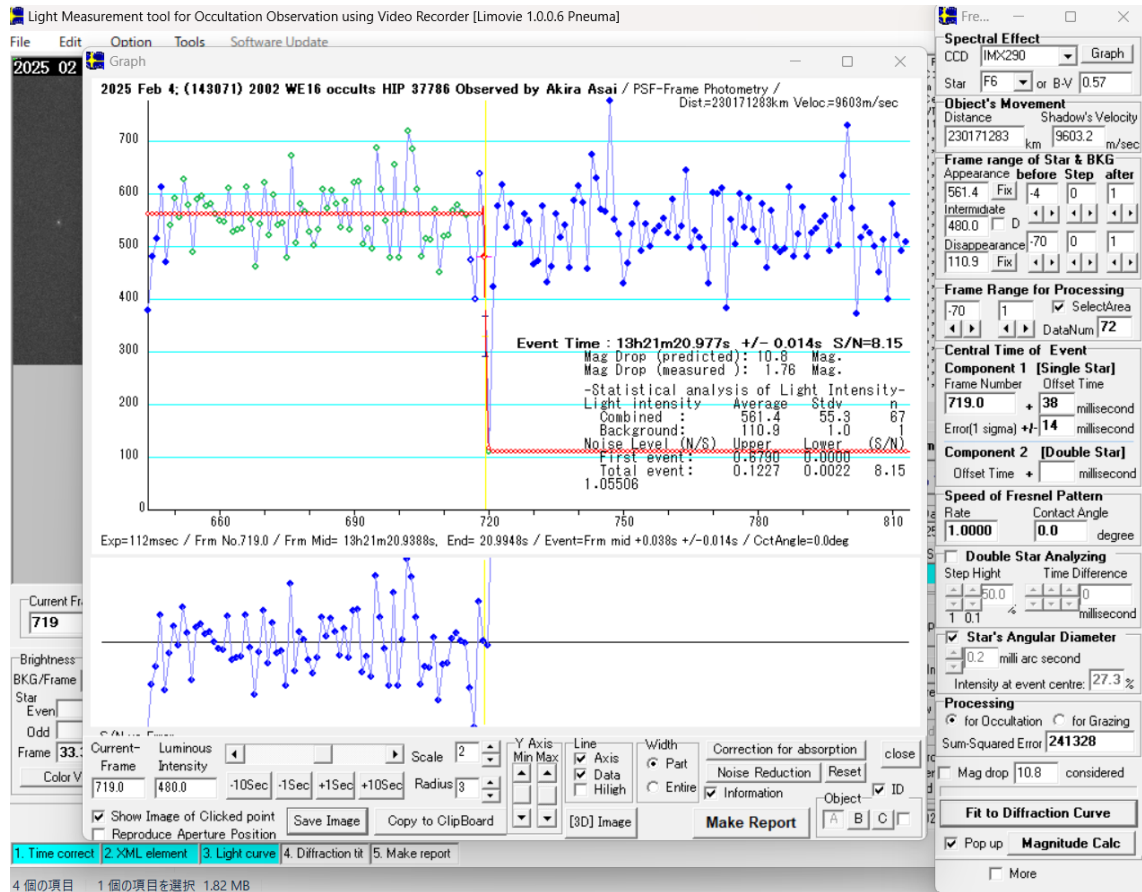 Light Measurement tool for Occultation Observation using Video Recorder [Limovie 1.0.0.6 Pneuma]
File Edit Option Tools Software Update
2025 02
Graph
2025 Feb 4; (143071) 2002 WE16 occults HIP 37786 Observed by Akira Asai / PSF-Frame Photometry /
Dist=230171283km Veloc.=9603m/sec
700
600
500
400
300
200
100
0
660 690 720 750 780 810
Event Time : 13h21m20.977s +/- 0.014s S/N=8.15
Mag Drop (predicted): 10.8 Mag.
Mag Drop (measured ): 1.76 Mag.
-Statistical analysis of Light Intensity-
Light intensity Average Stdv n
Combined : 561.4 55.3 67
Background: 110.9 1.0 1
Noise Level (N/S) Upper Lower (S/N)
First event: 0.6790 0.0000
Total event: 0.1227 0.0022 8.15
1.05506
Exp=112msec / Frm No.719.0 / Frm Mid= 13h21m20.9388s, End= 20.9948s / Event=Frm mid +0.038s +/-0.014s / CctAngle=0.0deg
Current Fr
719
Brightness
BKG/Frame
Star
Even
Odd
Frame 33.
Color V
Current-Frame
719.0
Luminous Intensity
480.0
-10Sec -1Sec +1Sec +10Sec
Scale 2
Radius 3
Y Axis
Min Max
Line
Axis
Data
Hiligh
Width
Part
Entire
Correction for absorption
close
Noise Reduction Reset
Information
ID
Object
A B C
Show Image of Clicked point
Reproduce Aperture Position
Save Image
Copy to ClipBoard
[3D] Image
Make Report
1. Time correct 2. XML element 3. Light curve 4. Diffraction tit 5. Make report
4 個の項目 1 個の項目を選択 1.82 MB
Fre...
Spectral Effect
CCD IMX290 Graph
Star F6 or B-V 0.57
Object's Movement
Distance Shadow's Velocity
230171283 km 9603.2 m/sec
Frame range of Star & BKG
Appearance before Step after
561.4 Fix -4 0 1
Intermidiate
480.0 D
Disappearance -70 0 1
110.9 Fix
Frame Range for Processing
-70 1 SelectArea
DataNum 72
Central Time of Event
Component 1 [Single Star]
Frame Number Offset Time
719.0 + 38 millisecond
Error(1 sigma) +/- 14 millisecond
Component 2 [Double Star]
Offset Time + millisecond
Speed of Fresnel Pattern
Rate Contact Angle
1.0000 0.0 degree
Double Star Analyzing
Step Hight Time Difference
50.0 % 0
1 0.1 millisecond
Star's Angular Diameter
0.2 milli arc second
Intensity at event centre: 27.3 %
Processing
for Occultation for Grazing
Sum-Squared Error 241328
Mag drop 10.8 considered
Fit to Diffraction Curve
Pop up Magnitude Calc
More